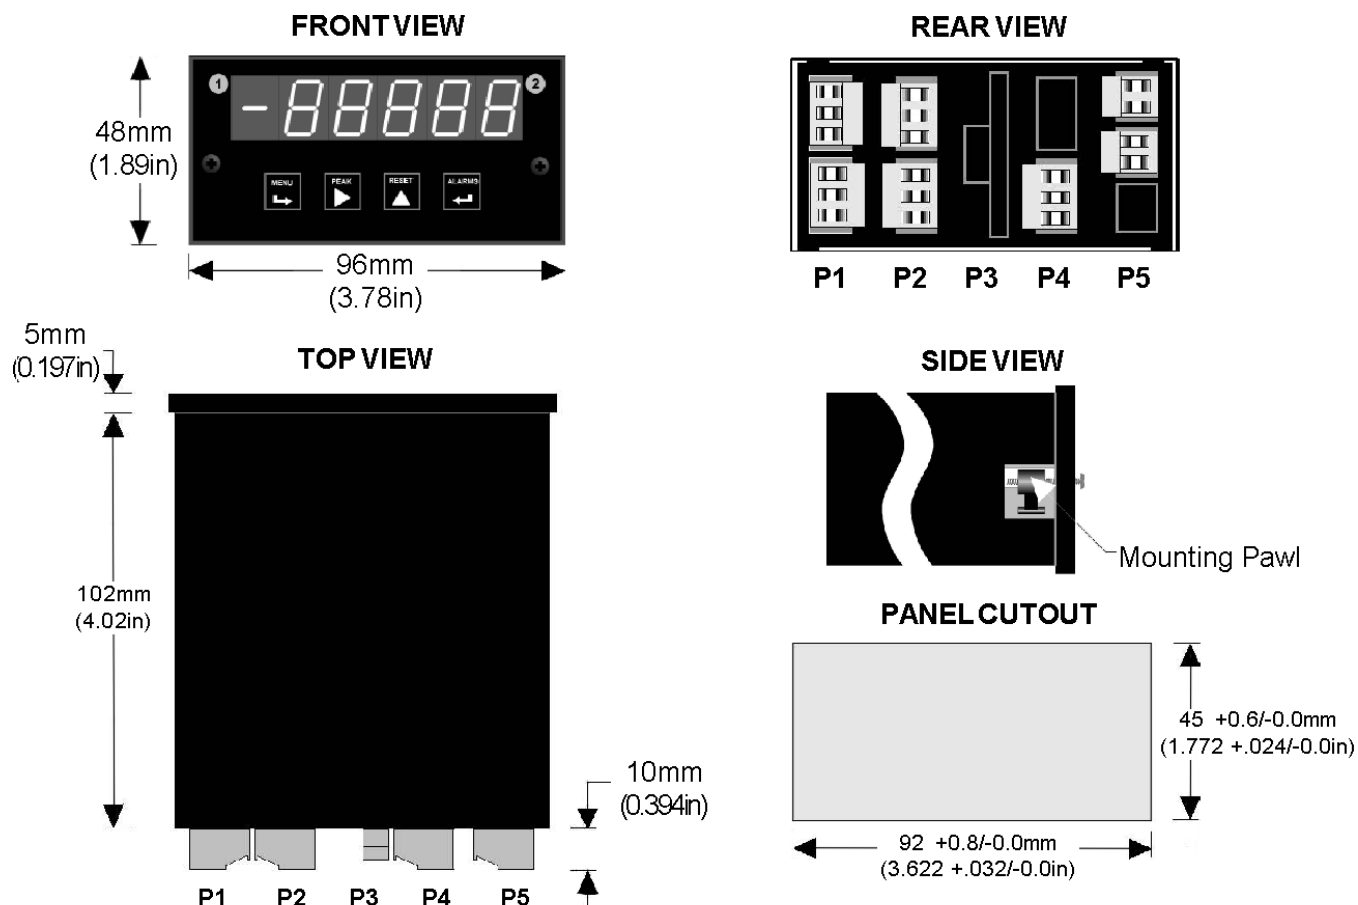 FRONT VIEW
1
2
-88888
MENU
PEAK
RESET
ALARMS
48mm
(1.89in)
96mm
(3.78in)
REAR VIEW
P1 P2 P3 P4 P5
TOP VIEW
5mm
(0.197in)
102mm
(4.02in)
10mm
(0.394in)
P1 P2 P3 P4 P5
SIDE VIEW
Mounting Pawl
PANEL CUTOUT
45 +0.6/-0.0mm
(1.772 +.024/-0.0in)
92 +0.8/-0.0mm
(3.622 +.032/-0.0in)